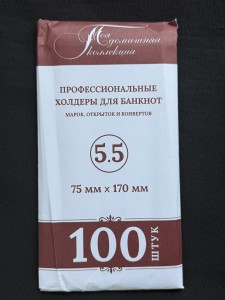 Моя
домашняя
коллекция
ПРОФЕССИОНАЛЬНЫЕ
ХОЛДЕРЫ ДЛЯ БАНКНОТ
МАРОК, ОТКРЫТОК И КОНВЕРТОВ
5.5
75 мм × 170 мм
100 ШТУК